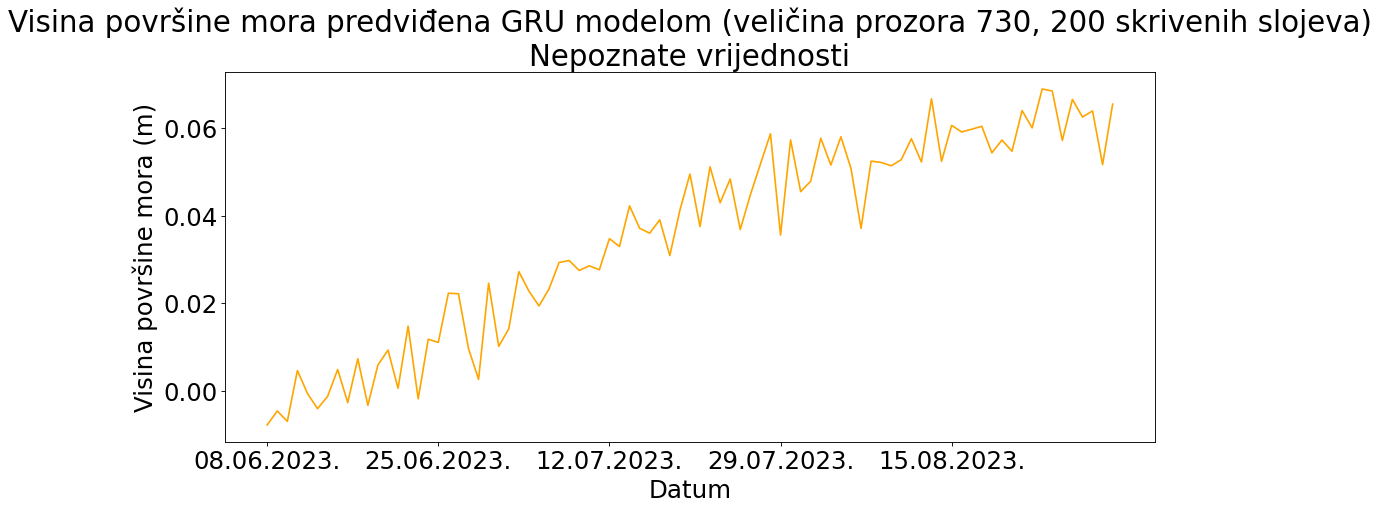 Visina površine mora predviđena GRU modelom (veličina prozora 730, 200 skrivenih slojeva)
Nepoznate vrijednosti
Visina površine mora (m)
0.06
0.04
0.02
0.00
08.06.2023. 25.06.2023. 12.07.2023. 29.07.2023. 15.08.2023.
Datum